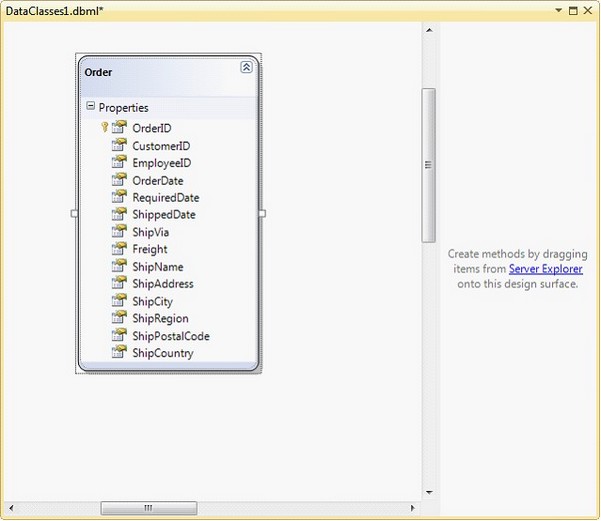 DataClasses1.dbml*
Order
Properties
OrderID
CustomerID
EmployeeID
OrderDate
RequiredDate
ShippedDate
ShipVia
Freight
ShipName
ShipAddress
ShipCity
ShipRegion
ShipPostalCode
ShipCountry
Create methods by dragging
items from Server Explorer
onto this design surface.